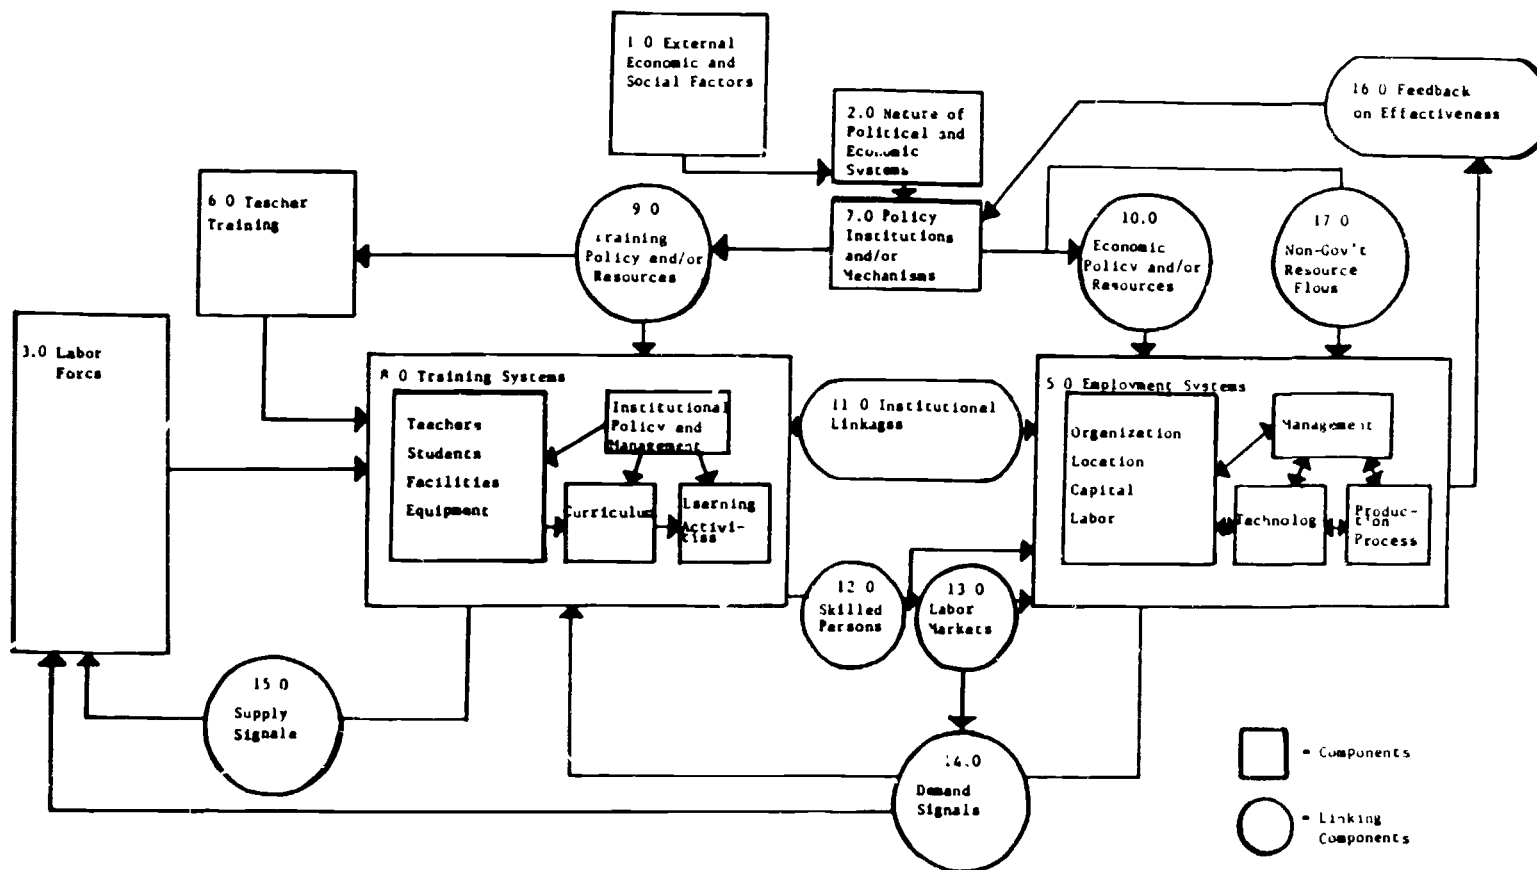 1 0 External
Economic and
Social Factors
2.0 Nature of
Political and
Economic
Systems
16 0 Feedback
on Effectiveness
6 0 Teacher
Training
9 0
Training
Policy and/or
Resources
7.0 Policy
Institutions
and/or
Mechanisms
10.0
Economic
Policy and/or
Resources
17 0
Non-Gov't
Resource
Flows
3.0 Labor
Force
8 0 Training Systems
Teachers
Students
Facilities
Equipment
Institutional
Policy and
Management
Curriculum
Learning
Activi-
ties
11 0 Institutional
Linkages
5 0 Employment Systems
Organization
Location
Capital
Labor
Management
Technolog
Produc-
tion
Process
12 0
Skilled
Persons
13 0
Labor
Markets
15 0
Supply
Signals
14.0
Demand
Signals
- Components
- Linking
Components